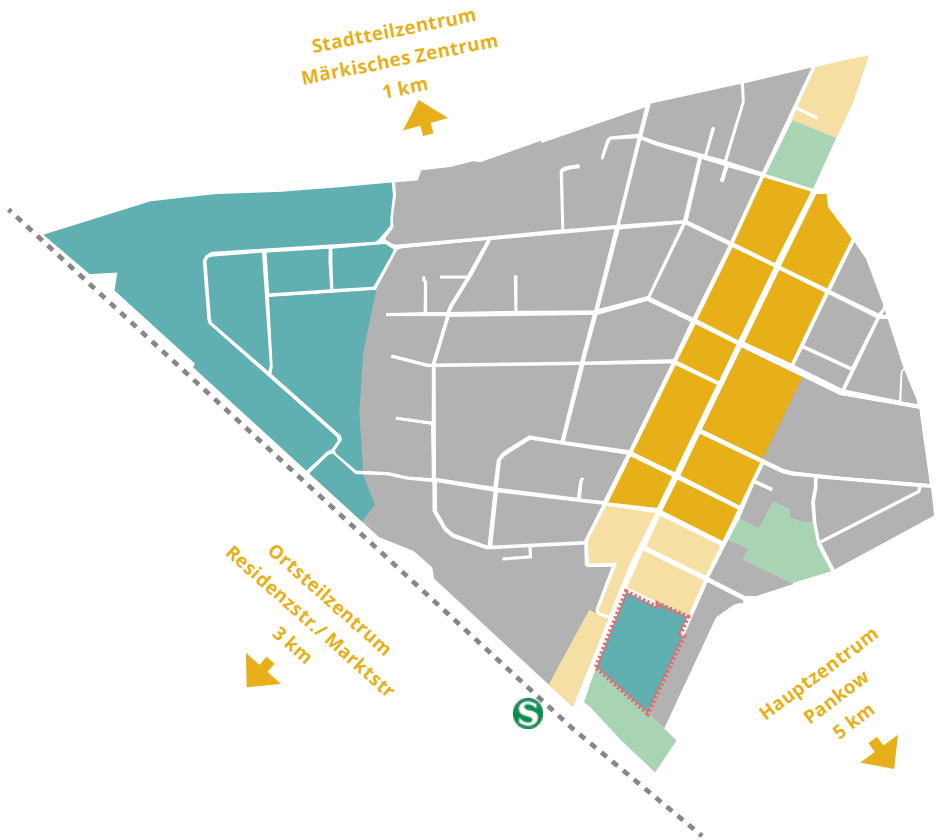 Stadtteilzentrum
Märkisches Zentrum
1 km
Ortsteilzentrum
Residenzstr./ Marktstr
3 km
S
Hauptzentrum
Pankow
5 km